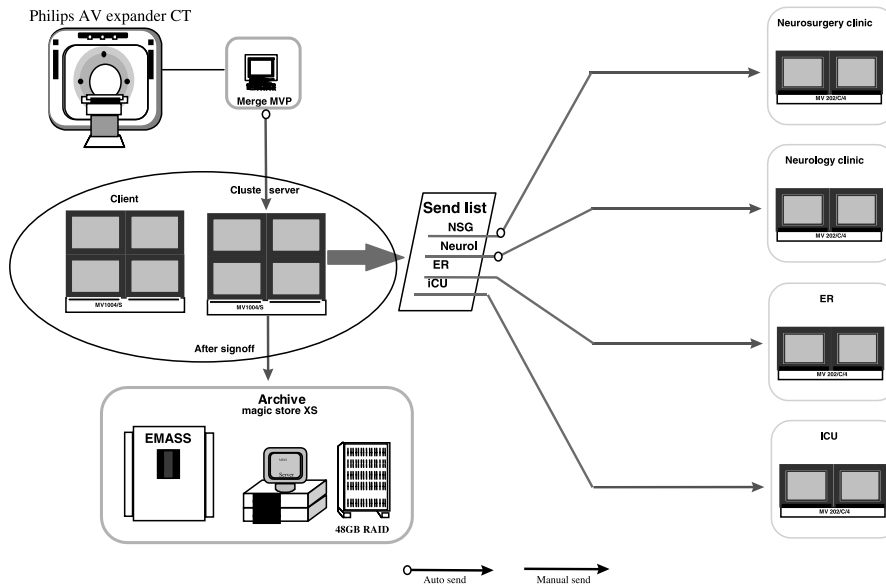 Philips AV expander CT
Merge MVP
Neurosurgery clinic
MV 202/C/4
Neurology clinic
MV 202/C/4
Client
Cluste server
MV1004/S
MV1004/S
Send list
NSG
Neurol
ER
iCU
ER
MV 202/C/4
After signoff
Archive
magic store XS
EMASS
Server
48GB RAID
ICU
MV 202/C/4
Auto send
Manual send